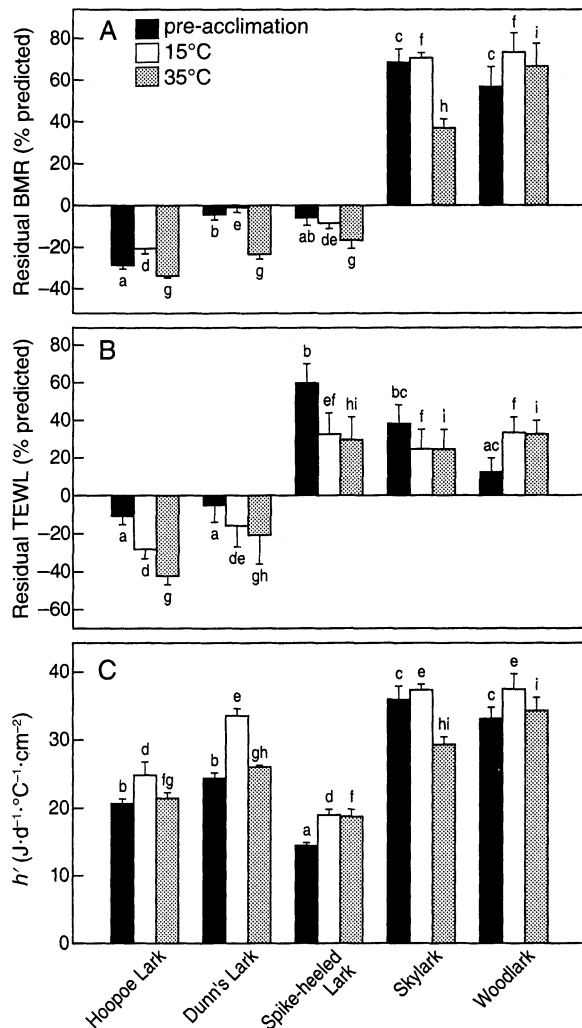 A
pre-acclimation
15°C
35°C
Residual BMR (% predicted)
80
60
40
20
0
−20
−40
a d g
b e g
ab de g
c f h
c f i
B
Residual TEWL (% predicted)
80
60
40
20
0
−20
−40
−60
a d g
a de gh
b ef hi
bc f i
ac f i
C
h′ (J·d⁻¹·°C⁻¹·cm⁻²)
40
30
20
10
0
b d fg
b e gh
a d f
c e hi
c e i
Hoopoe Lark
Dunn's Lark
Spike-heeled
Lark
Skylark
Woodlark